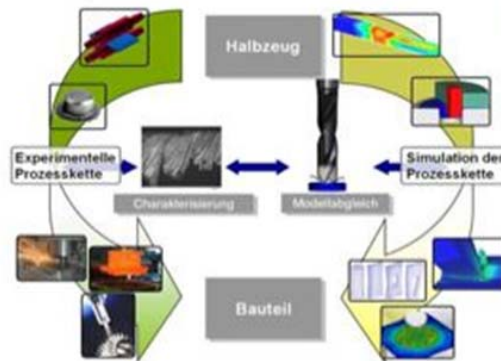 Halbzeug
Experimentelle
Prozesskette
Simulation der
Prozesskette
Charakterisierung
Modellabgleich
Bauteil